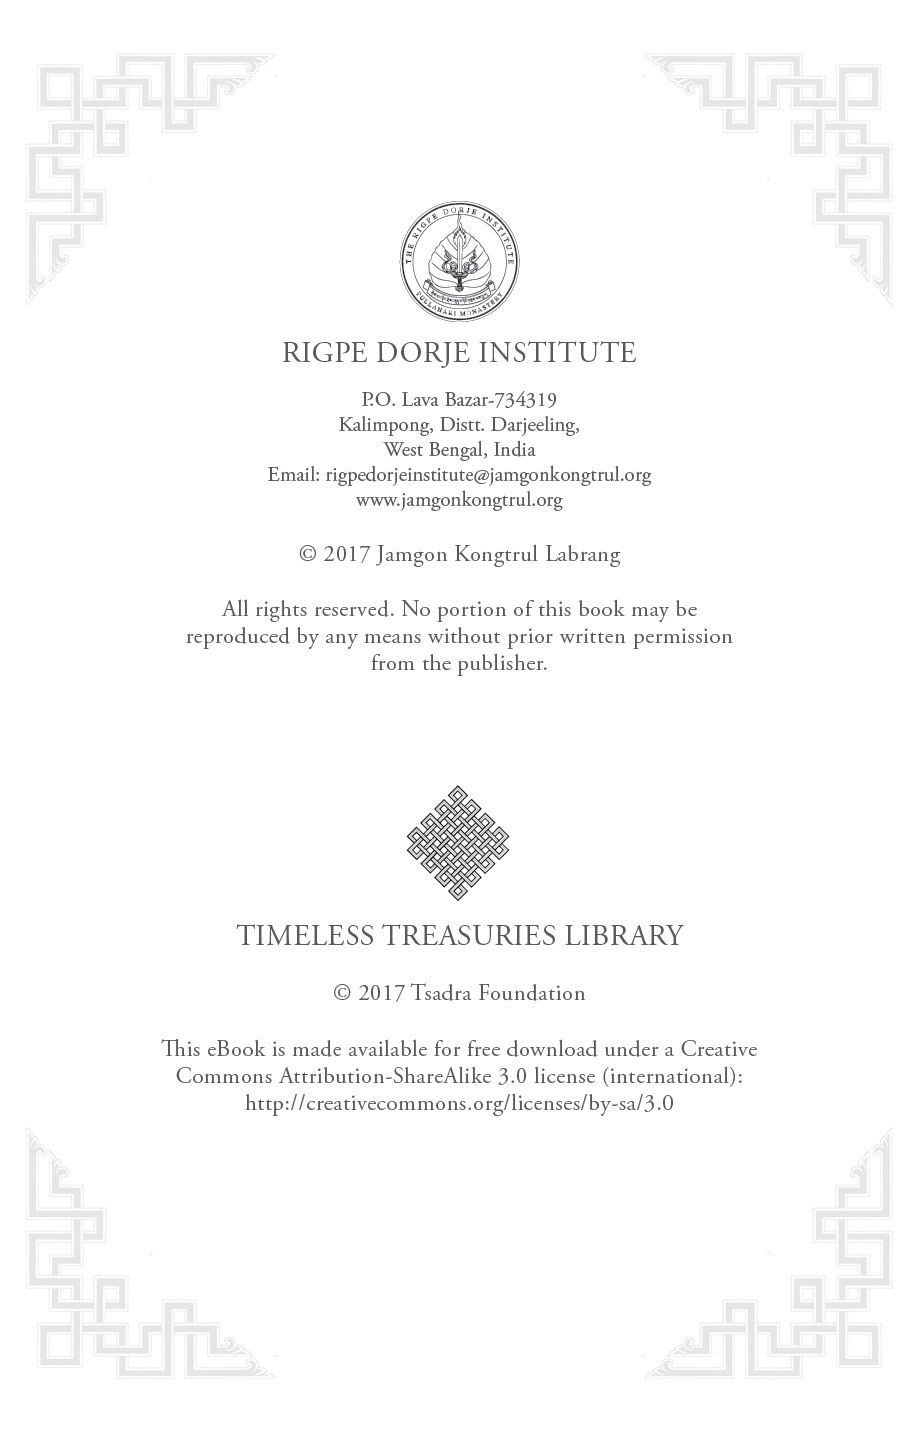 THE RIGPE DORJE INSTITUTE
PULLAHARI MONASTERY
RIGPE DORJE INSTITUTE
P.O. Lava Bazar-734319
Kalimpong, Distt. Darjeeling,
West Bengal, India
Email: rigpedorjeinstitute@jamgonkongtrul.org
www.jamgonkongtrul.org
© 2017 Jamgon Kongtrul Labrang
All rights reserved. No portion of this book may be
reproduced by any means without prior written permission
from the publisher.
TIMELESS TREASURIES LIBRARY
© 2017 Tsadra Foundation
This eBook is made available for free download under a Creative
Commons Attribution-ShareAlike 3.0 license (international):
http://creativecommons.org/licenses/by-sa/3.0